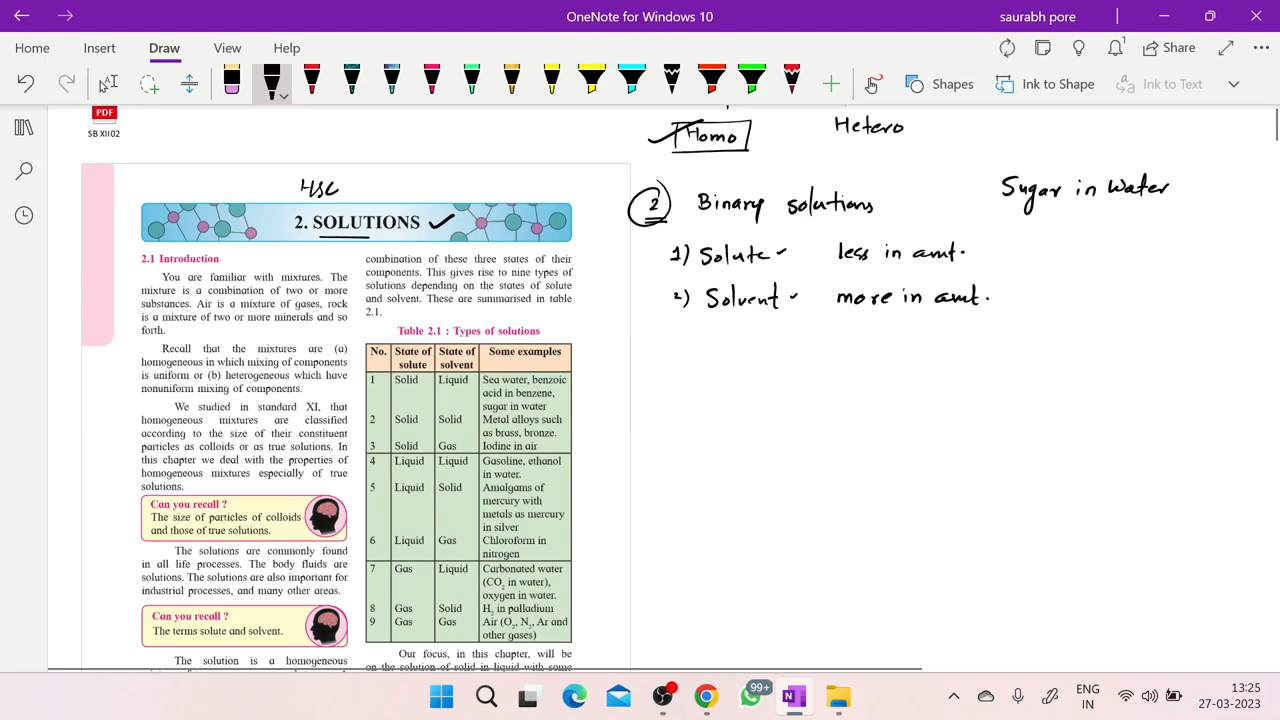 OneNote for Windows 10
saurabh pore
Home
Insert
Draw
View
Help
1
Share
Shapes
Ink to Shape
Ink to Text
PDF
SB XII02
Homo
Hetero
HSC
2. SOLUTIONS
2.1 Introduction
You are familiar with mixtures. The
mixture is a combination of two or more
substances. Air is a mixture of gases, rock
is a mixture of two or more minerals and so
forth.
Recall that the mixtures are (a)
homogeneous in which mixing of components
is uniform or (b) heterogeneous which have
nonuniform mixing of components.
We studied in standard XI, that
homogeneous mixtures are classified
according to the size of their constituent
particles as colloids or as true solutions. In
this chapter we deal with the properties of
homogeneous mixtures especially of true
solutions.
Can you recall ?
The size of particles of colloids
and those of true solutions.
The solutions are commonly found
in all life processes. The body fluids are
solutions. The solutions are also important for
industrial processes, and many other areas.
Can you recall ?
The terms solute and solvent.
The solution is a homogeneous
combination of these three states of their
components. This gives rise to nine types of
solutions depending on the states of solute
and solvent. These are summarised in table
2.1.
Table 2.1 : Types of solutions
No. State of solute State of solvent Some examples
1 Solid Liquid Sea water, benzoic
acid in benzene,
sugar in water
2 Solid Solid Metal alloys such
as brass, bronze.
3 Solid Gas Iodine in air
4 Liquid Liquid Gasoline, ethanol
in water.
5 Liquid Solid Amalgams of
mercury with
metals as mercury
in silver
6 Liquid Gas Chloroform in
nitrogen
7 Gas Liquid Carbonated water
(CO2 in water),
oxygen in water.
8 Gas Solid H2 in palladium
9 Gas Gas Air (O2, N2, Ar and
other gases)
Our focus, in this chapter, will be
on the solution of solid in liquid with some
2 Binary solutions
Sugar in Water
1) Solute less in amt.
2) Solvent more in amt.
99+
ENG
IN
13:25
27-03-2023